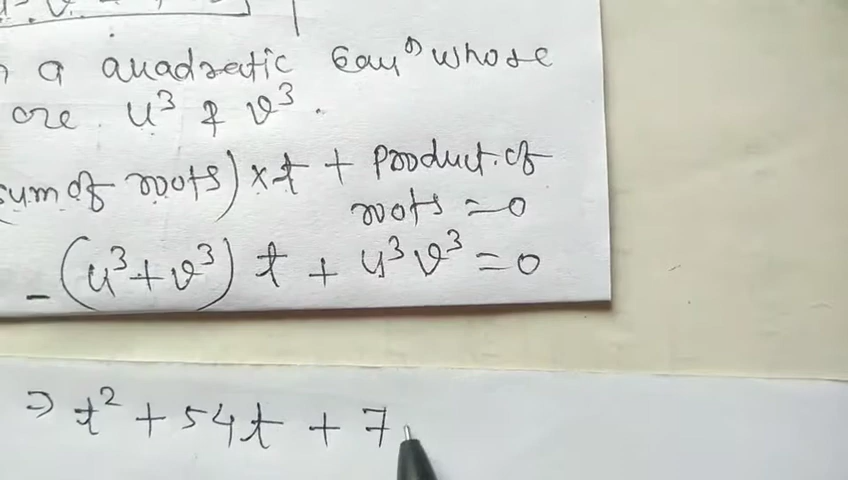 a quadratic Equⁿ whose
are u³ & v³.
sum of roots) × t + product of
roots = 0
- (u³ + v³) t + u³ v³ = 0
⇒ t² + 54t + 7